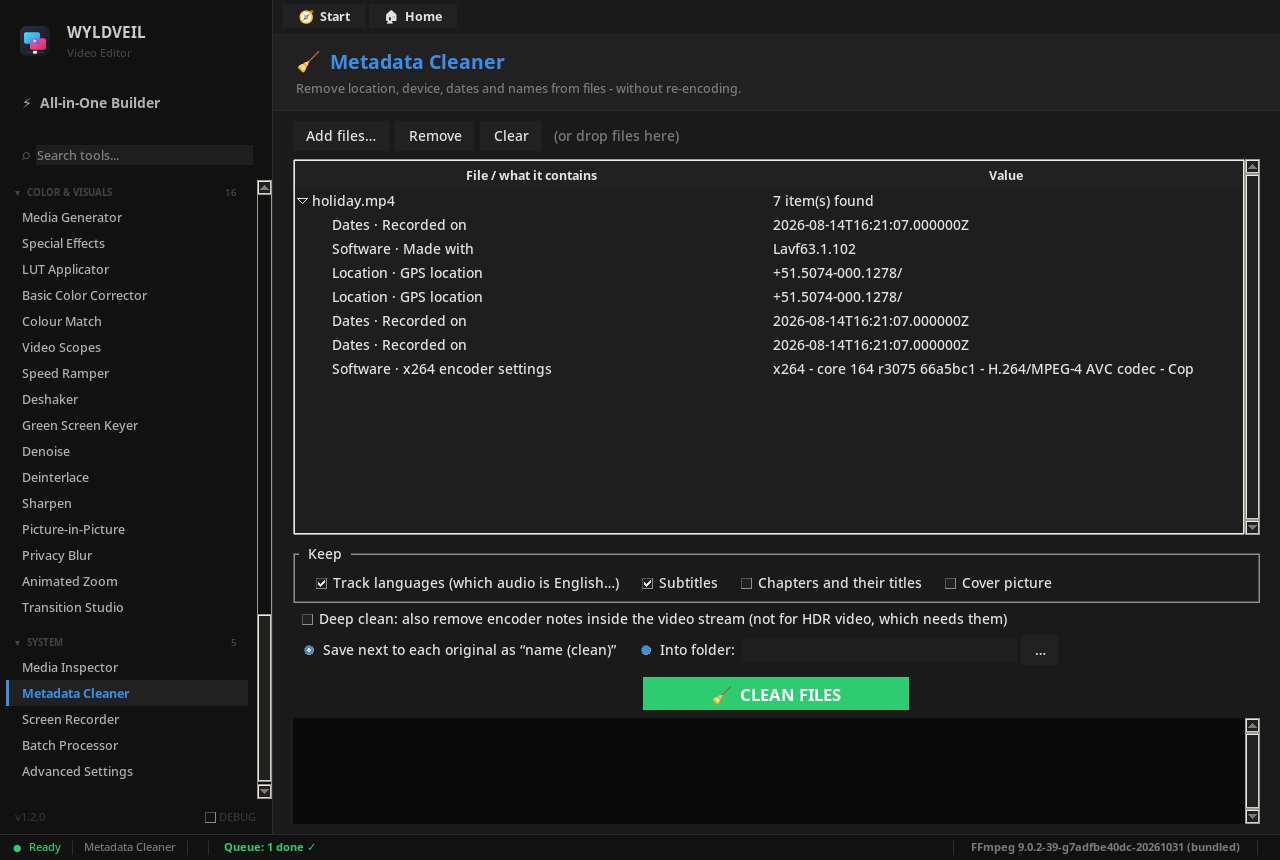 WYLDVEIL
Video Editor
⚡ All-in-One Builder
Search tools...
▾ COLOR & VISUALS 16
Media Generator
Special Effects
LUT Applicator
Basic Color Corrector
Colour Match
Video Scopes
Speed Ramper
Deshaker
Green Screen Keyer
Denoise
Deinterlace
Sharpen
Picture-in-Picture
Privacy Blur
Animated Zoom
Transition Studio
▾ SYSTEM 5
Media Inspector
Metadata Cleaner
Screen Recorder
Batch Processor
Advanced Settings
v1.2.0 DEBUG
🧭 Start 🏠 Home
🧹 Metadata Cleaner
Remove location, device, dates and names from files - without re-encoding.
Add files... Remove Clear (or drop files here)
File / what it contains Value
holiday.mp4 7 item(s) found
Dates · Recorded on 2026-08-14T16:21:07.000000Z
Software · Made with Lavf63.1.102
Location · GPS location +51.5074-000.1278/
Location · GPS location +51.5074-000.1278/
Dates · Recorded on 2026-08-14T16:21:07.000000Z
Dates · Recorded on 2026-08-14T16:21:07.000000Z
Software · x264 encoder settings x264 - core 164 r3075 66a5bc1 - H.264/MPEG-4 AVC codec - Cop
Keep
Track languages (which audio is English...) Subtitles Chapters and their titles Cover picture
Deep clean: also remove encoder notes inside the video stream (not for HDR video, which needs them)
Save next to each original as “name (clean)” Into folder: ...
🧹 CLEAN FILES
● Ready Metadata Cleaner Queue: 1 done ✓ FFmpeg 9.0.2-39-g7adfbe40dc-20261031 (bundled)